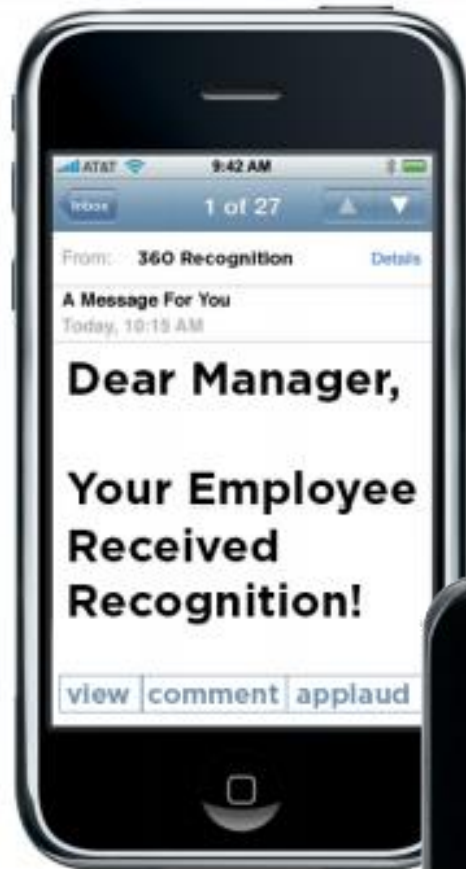 AT&T 9:42 AM
Inbox 1 of 27
From: 360 Recognition Details
A Message For You
Today, 10:15 AM
Dear Manager,
Your Employee
Received
Recognition!
view comment applaud